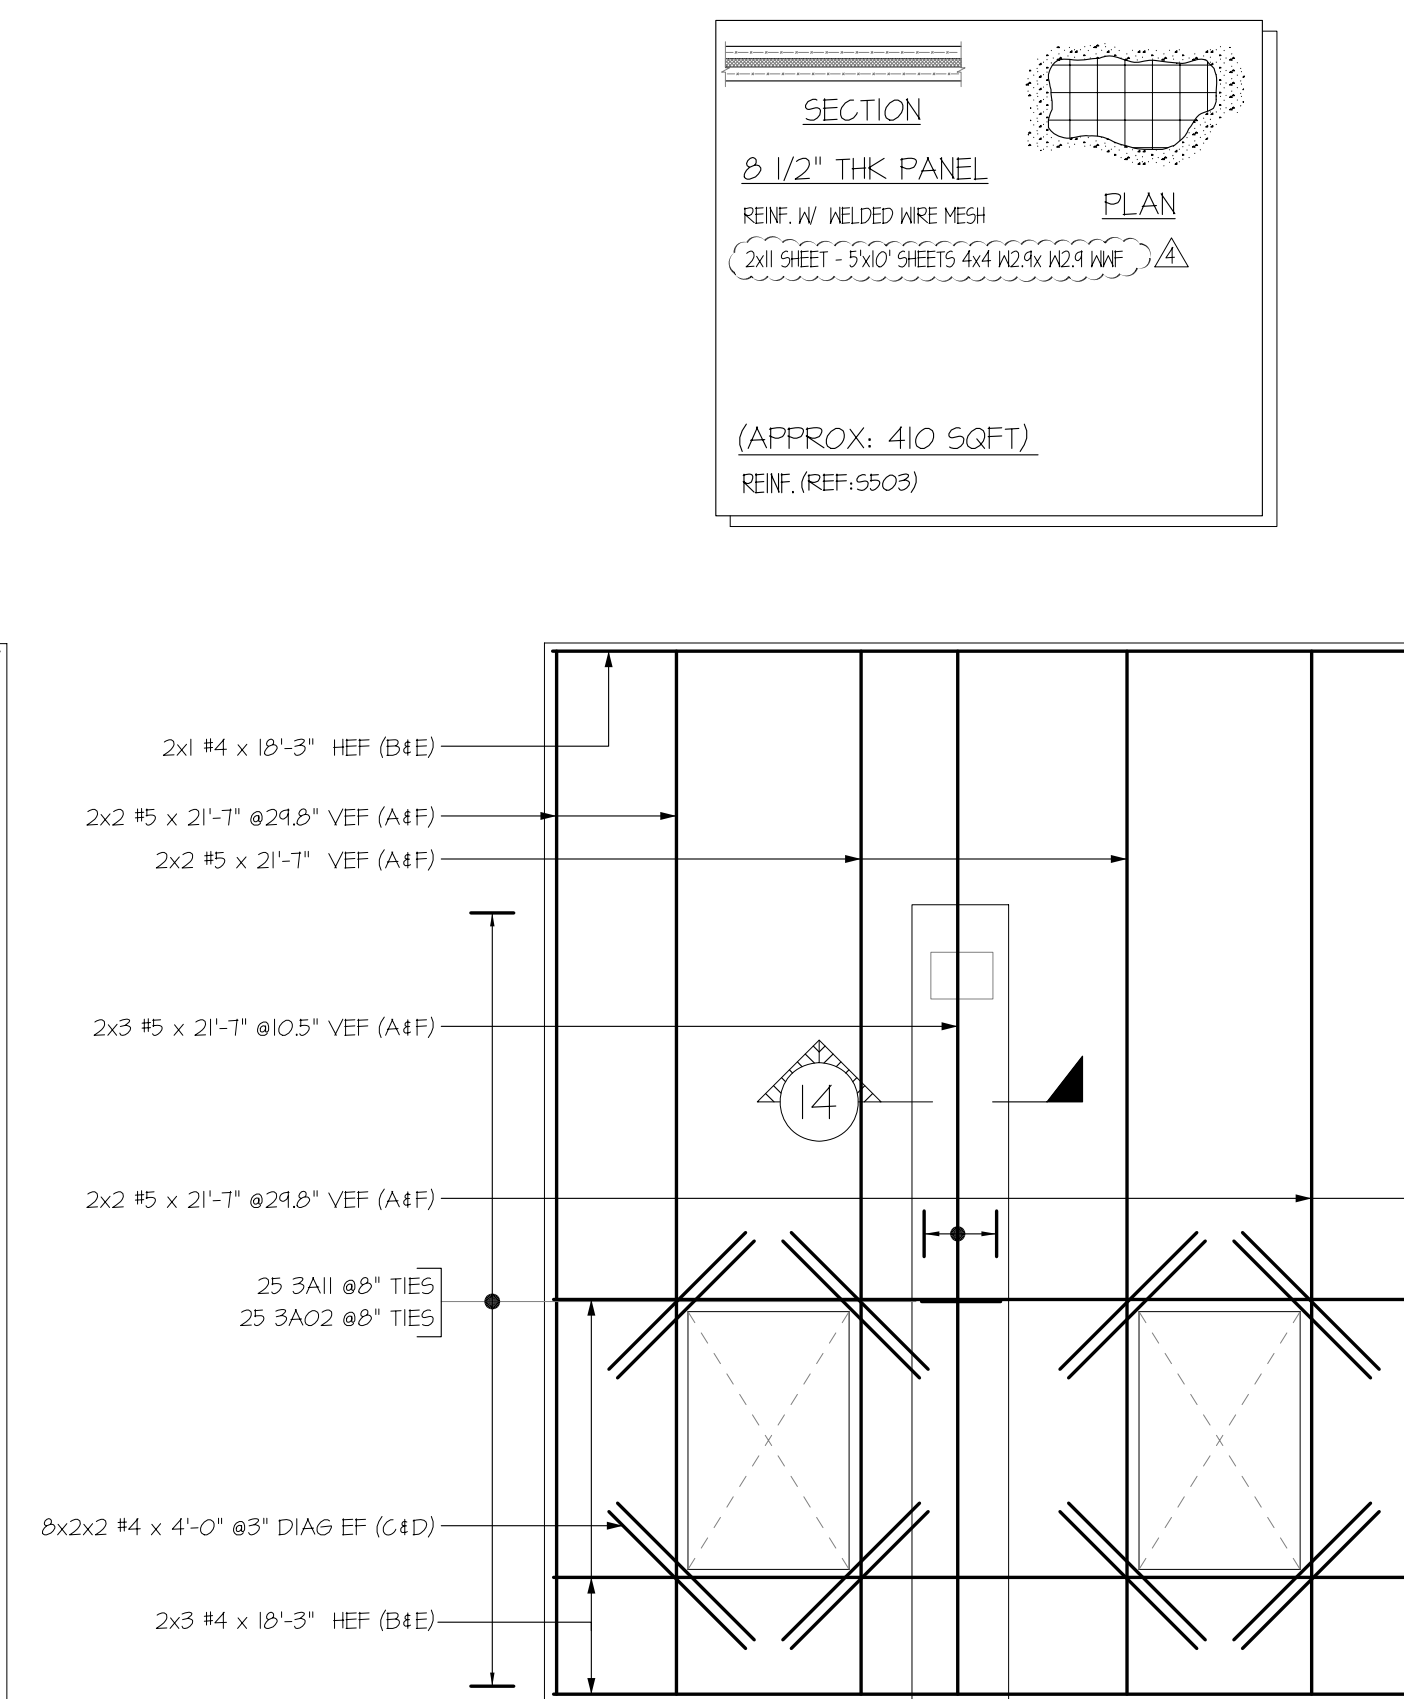 SECTION
8 1/2" THK PANEL
REINF. W/ WELDED WIRE MESH
PLAN
2x11 SHEET - 5'x10' SHEETS 4x4 W2.9x W2.9 WWF
4
(APPROX: 410 SQFT)
REINF. (REF:S503)
2x1 #4 x 18'-3" HEF (B&E)
2x2 #5 x 21'-7" @29.8" VEF (A&F)
2x2 #5 x 21'-7" VEF (A&F)
2x3 #5 x 21'-7" @10.5" VEF (A&F)
14
2x2 #5 x 21'-7" @29.8" VEF (A&F)
25 3A11 @8" TIES
25 3A02 @8" TIES
8x2x2 #4 x 4'-0" @3" DIAG EF (C&D)
2x3 #4 x 18'-3" HEF (B&E)